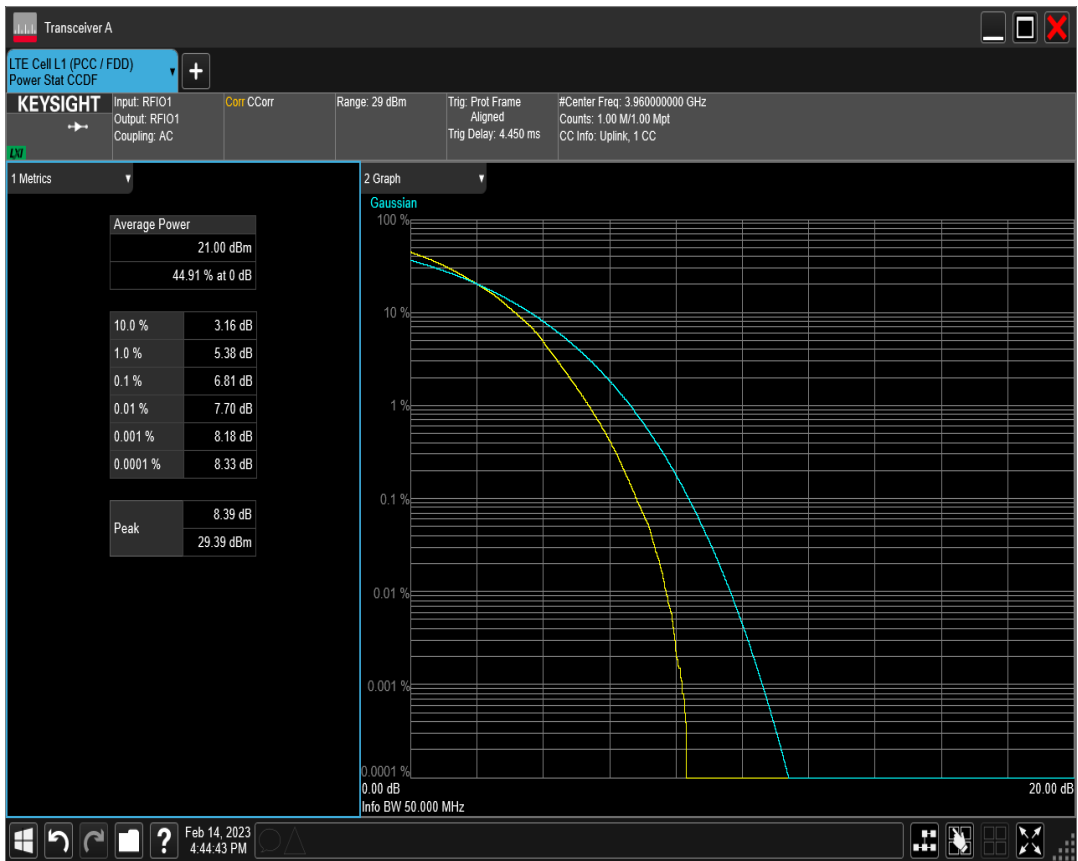 Transceiver A
LTE Cell L1 (PCC / FDD)
Power Stat CCDF
+
KEYSIGHT
LXI
Input: RFIO1
Output: RFIO1
Coupling: AC
Corr CCorr
Range: 29 dBm
Trig: Prot Frame
Aligned
Trig Delay: 4.450 ms
#Center Freq: 3.960000000 GHz
Counts: 1.00 M/1.00 Mpt
CC Info: Uplink, 1 CC
1 Metrics
Average Power
21.00 dBm
44.91 % at 0 dB
10.0 % 3.16 dB
1.0 % 5.38 dB
0.1 % 6.81 dB
0.01 % 7.70 dB
0.001 % 8.18 dB
0.0001 % 8.33 dB
Peak
8.39 dB
29.39 dBm
2 Graph
Gaussian
100 %
10 %
1 %
0.1 %
0.01 %
0.001 %
0.0001 %
0.00 dB 20.00 dB
Info BW 50.000 MHz
?
Feb 14, 2023
4:44:43 PM